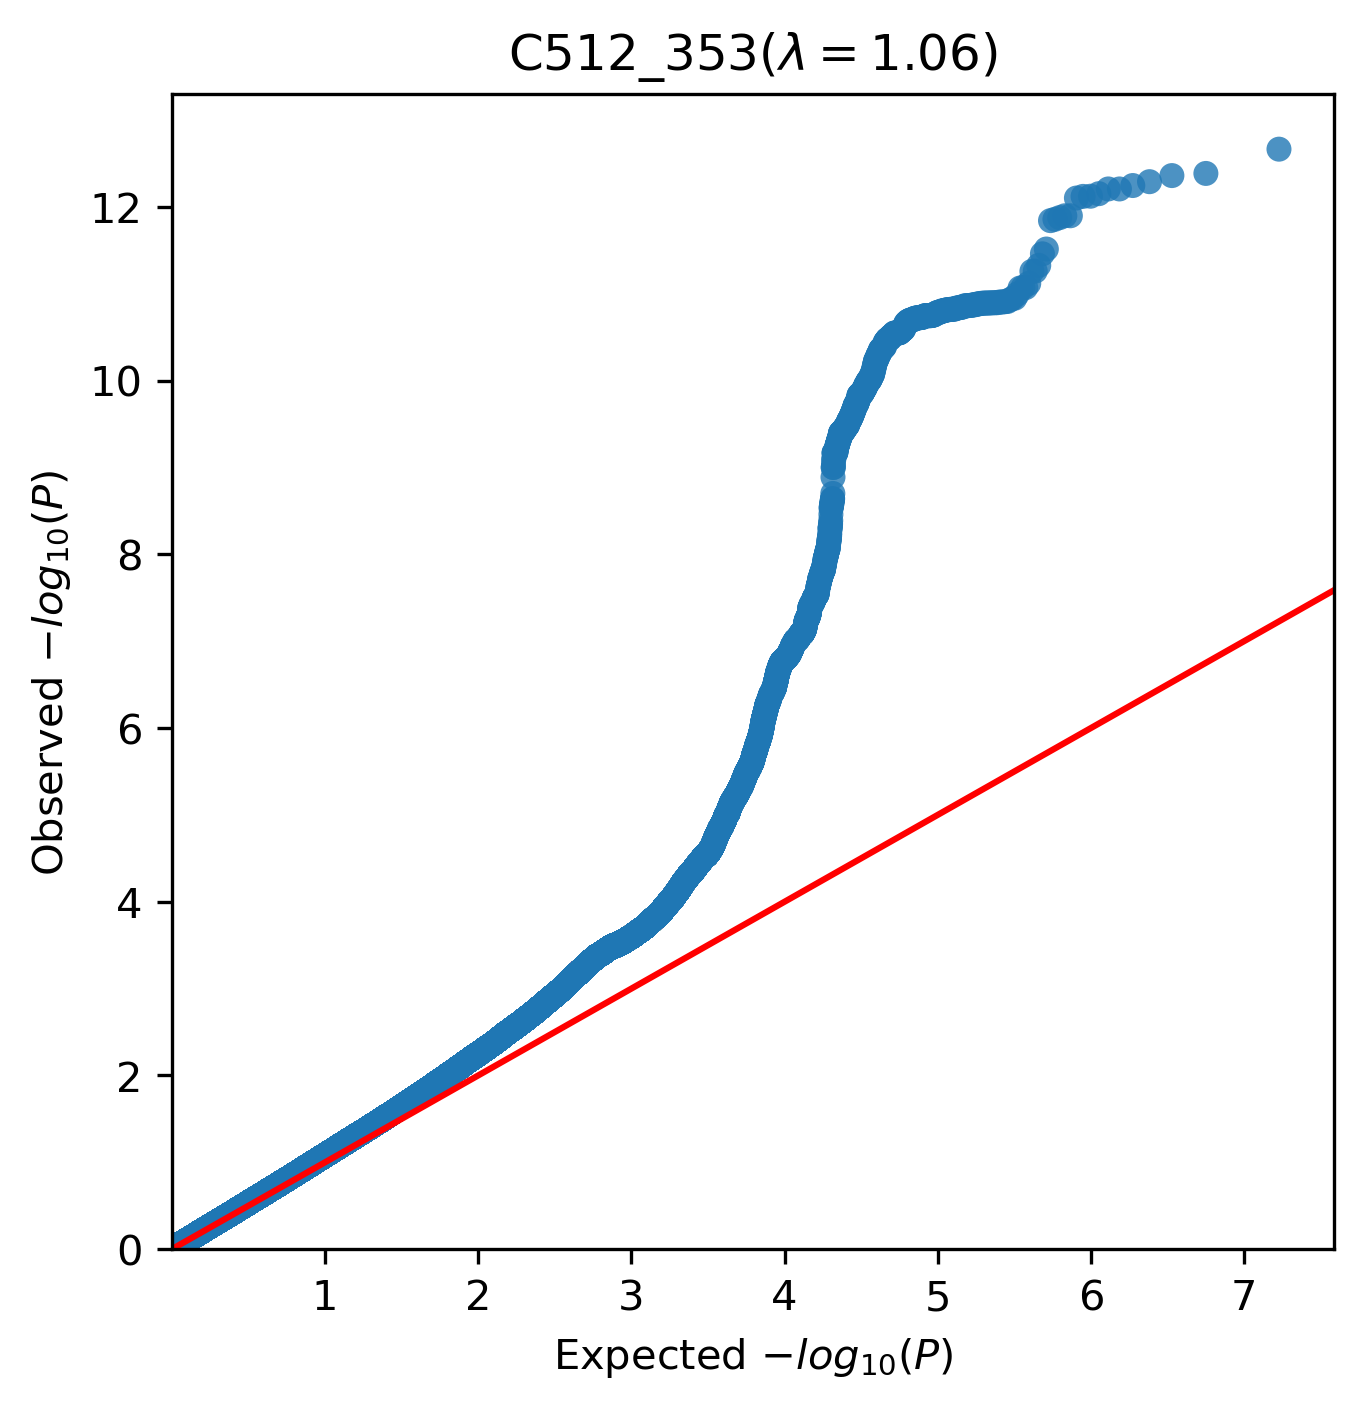 C512_353(λ = 1.06)
Observed −log₁₀(P)
12
10
8
6
4
2
0
1 2 3 4 5 6 7
Expected −log₁₀(P)